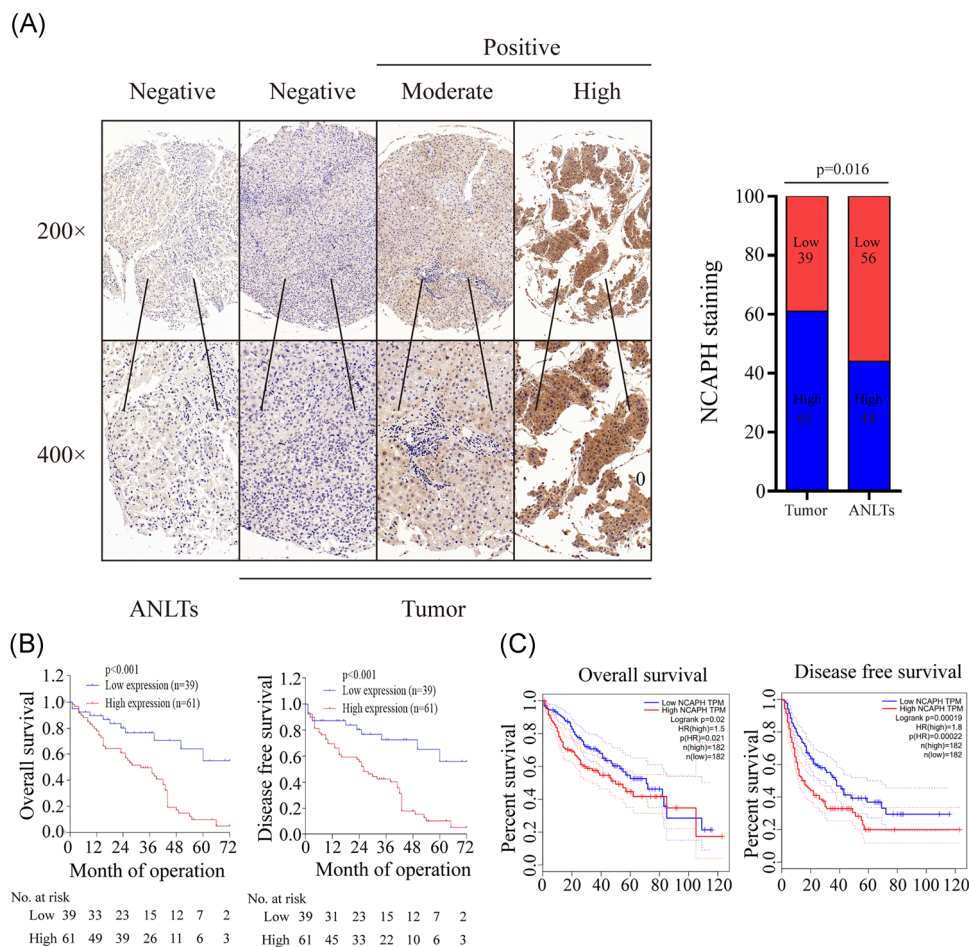 (A)
Positive
Negative Negative Moderate High
200×
400×
0
ANLTs Tumor
p=0.016
NCAPH staining
100
80
60
40
20
0
Low 39
Low 56
High 61
High 44
Tumor ANLTs
(B)
p<0.001
Low expression (n=39)
High expression (n=61)
Overall survival
1.2
1.0
0.8
0.6
0.4
0.2
0.0
0 12 24 36 48 60 72
Month of operation
No. at risk
Low 39 33 23 15 12 7 2
High 61 49 39 26 11 6 3
p<0.001
Low expression (n=39)
High expression (n=61)
Disease free survival
1.2
1.0
0.8
0.6
0.4
0.2
0.0
0 12 24 36 48 60 72
Month of operation
No. at risk
Low 39 31 23 15 12 7 2
High 61 45 33 22 10 6 3
(C)
Overall survival
Low NCAPH TPM
High NCAPH TPM
Logrank p=0.02
HR(high)=1.5
p(HR)=0.021
n(high)=182
n(low)=182
Percent survival
1.0
0.8
0.6
0.4
0.2
0.0
0 20 40 60 80 100 120
Disease free survival
Low NCAPH TPM
High NCAPH TPM
Logrank p=0.00019
HR(high)=1.8
p(HR)=0.00022
n(high)=182
n(low)=182
Percent survival
1.0
0.8
0.6
0.4
0.2
0.0
0 20 40 60 80 100 120